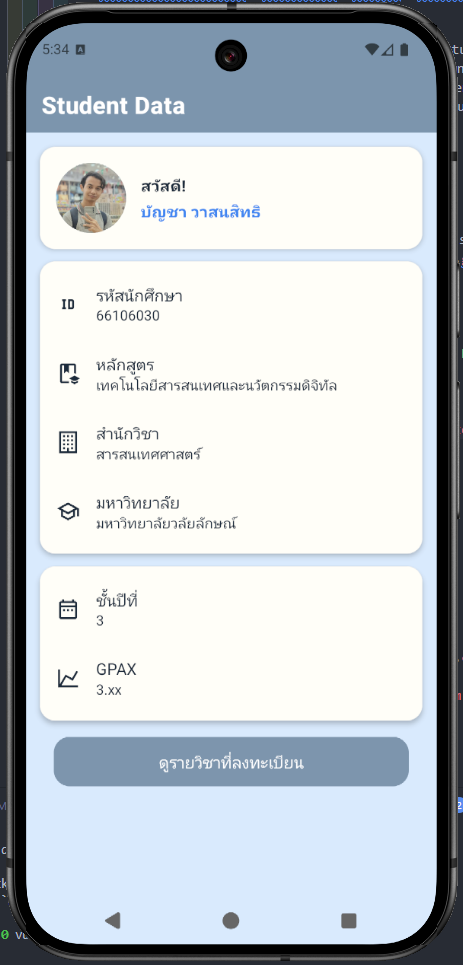 5:34 A
Student Data
สวัสดี!
บัญชา วาสนสิทธิ
ID
รหัสนักศึกษา
66106030
หลักสูตร
เทคโนโลยีสารสนเทศและนวัตกรรมดิจิทัล
สำนักวิชา
สารสนเทศศาสตร์
มหาวิทยาลัย
มหาวิทยาลัยวลัยลักษณ์
ชั้นปีที่
3
GPAX
3.xx
ดูรายวิชาที่ลงทะเบียน